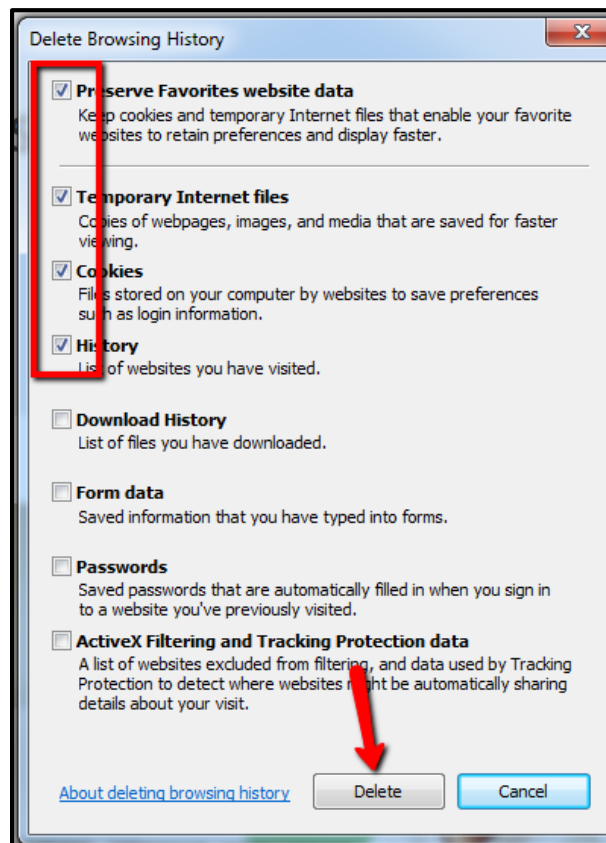 Delete Browsing History
Preserve Favorites website data
Keep cookies and temporary Internet files that enable your favorite
websites to retain preferences and display faster.
Temporary Internet files
Copies of webpages, images, and media that are saved for faster
viewing.
Cookies
Files stored on your computer by websites to save preferences
such as login information.
History
List of websites you have visited.
Download History
List of files you have downloaded.
Form data
Saved information that you have typed into forms.
Passwords
Saved passwords that are automatically filled in when you sign in
to a website you've previously visited.
ActiveX Filtering and Tracking Protection data
A list of websites excluded from filtering, and data used by Tracking
Protection to detect where websites might be automatically sharing
details about your visit.
About deleting browsing history
Delete
Cancel